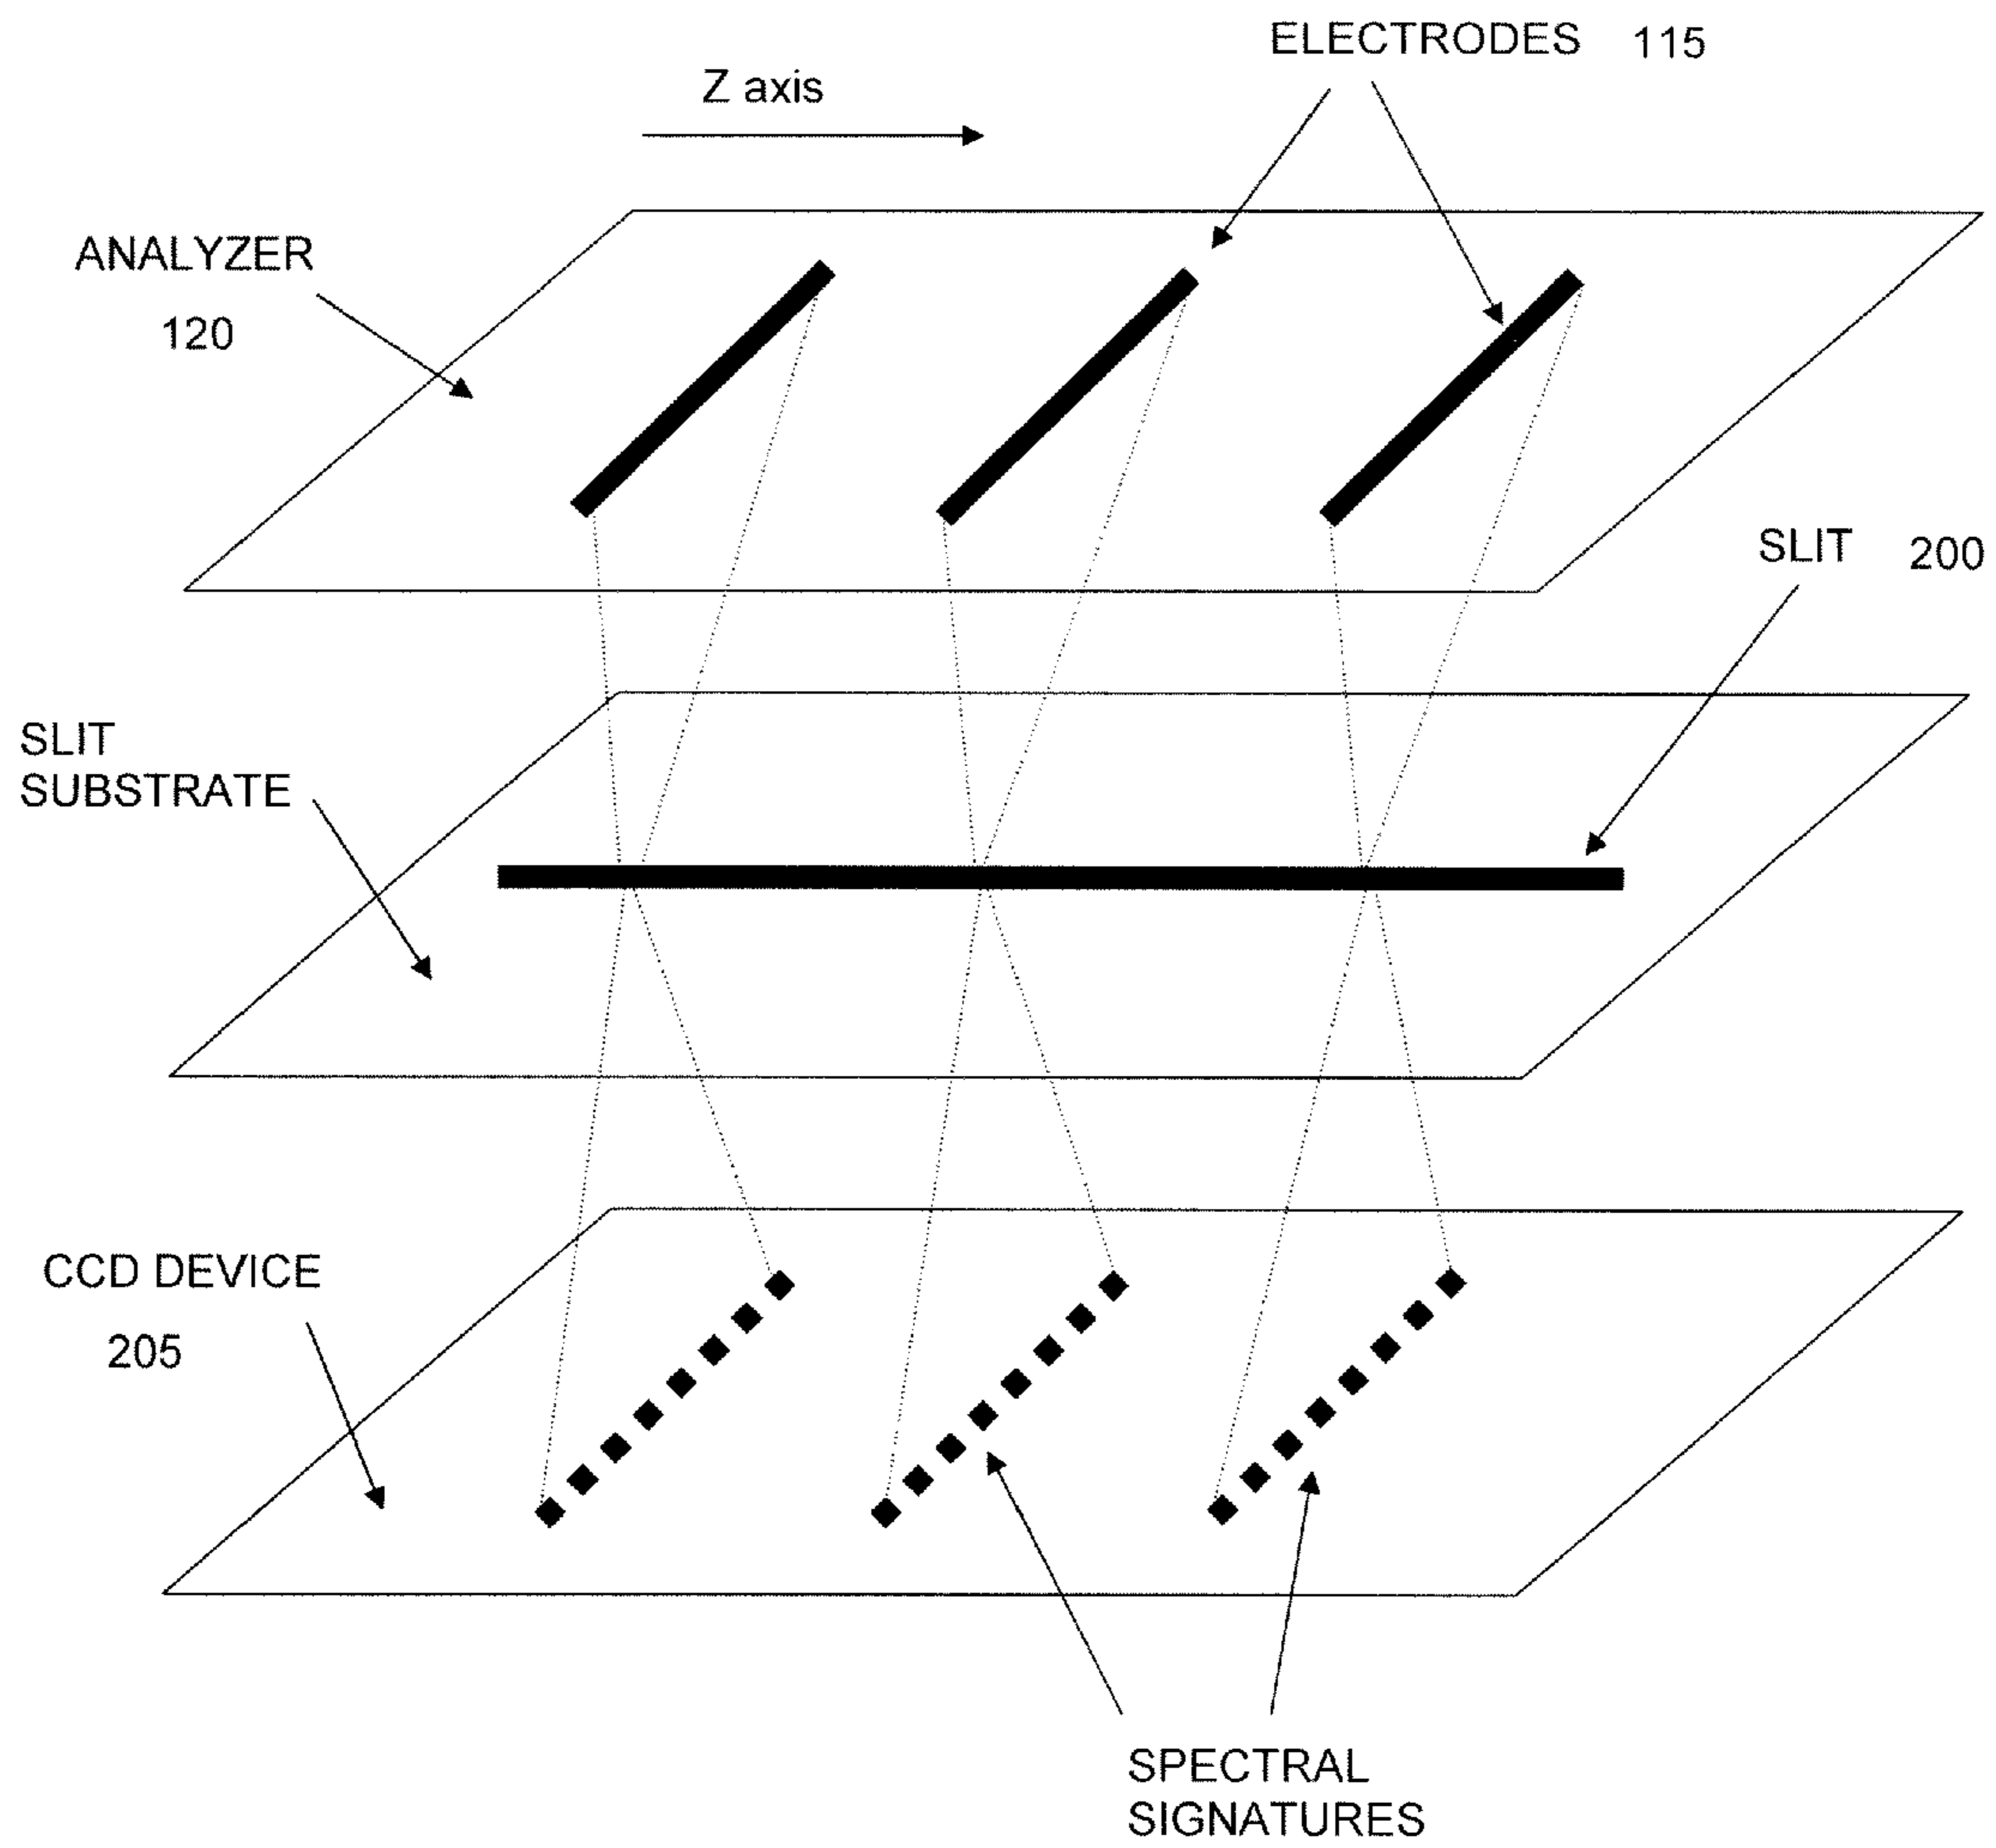 ELECTRODES 115
Z axis
ANALYZER
120
SLIT 200
SLIT
SUBSTRATE
CCD DEVICE
205
SPECTRAL
SIGNATURES